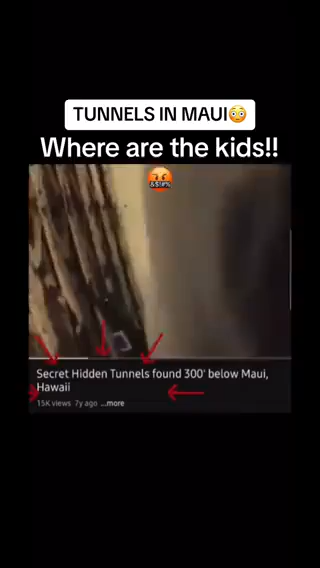 TUNNELS IN MAUI😳
Where are the kids!!
&$!#%
Secret Hidden Tunnels found 300' below Maui,
Hawaii
15K views 7y ago ...more